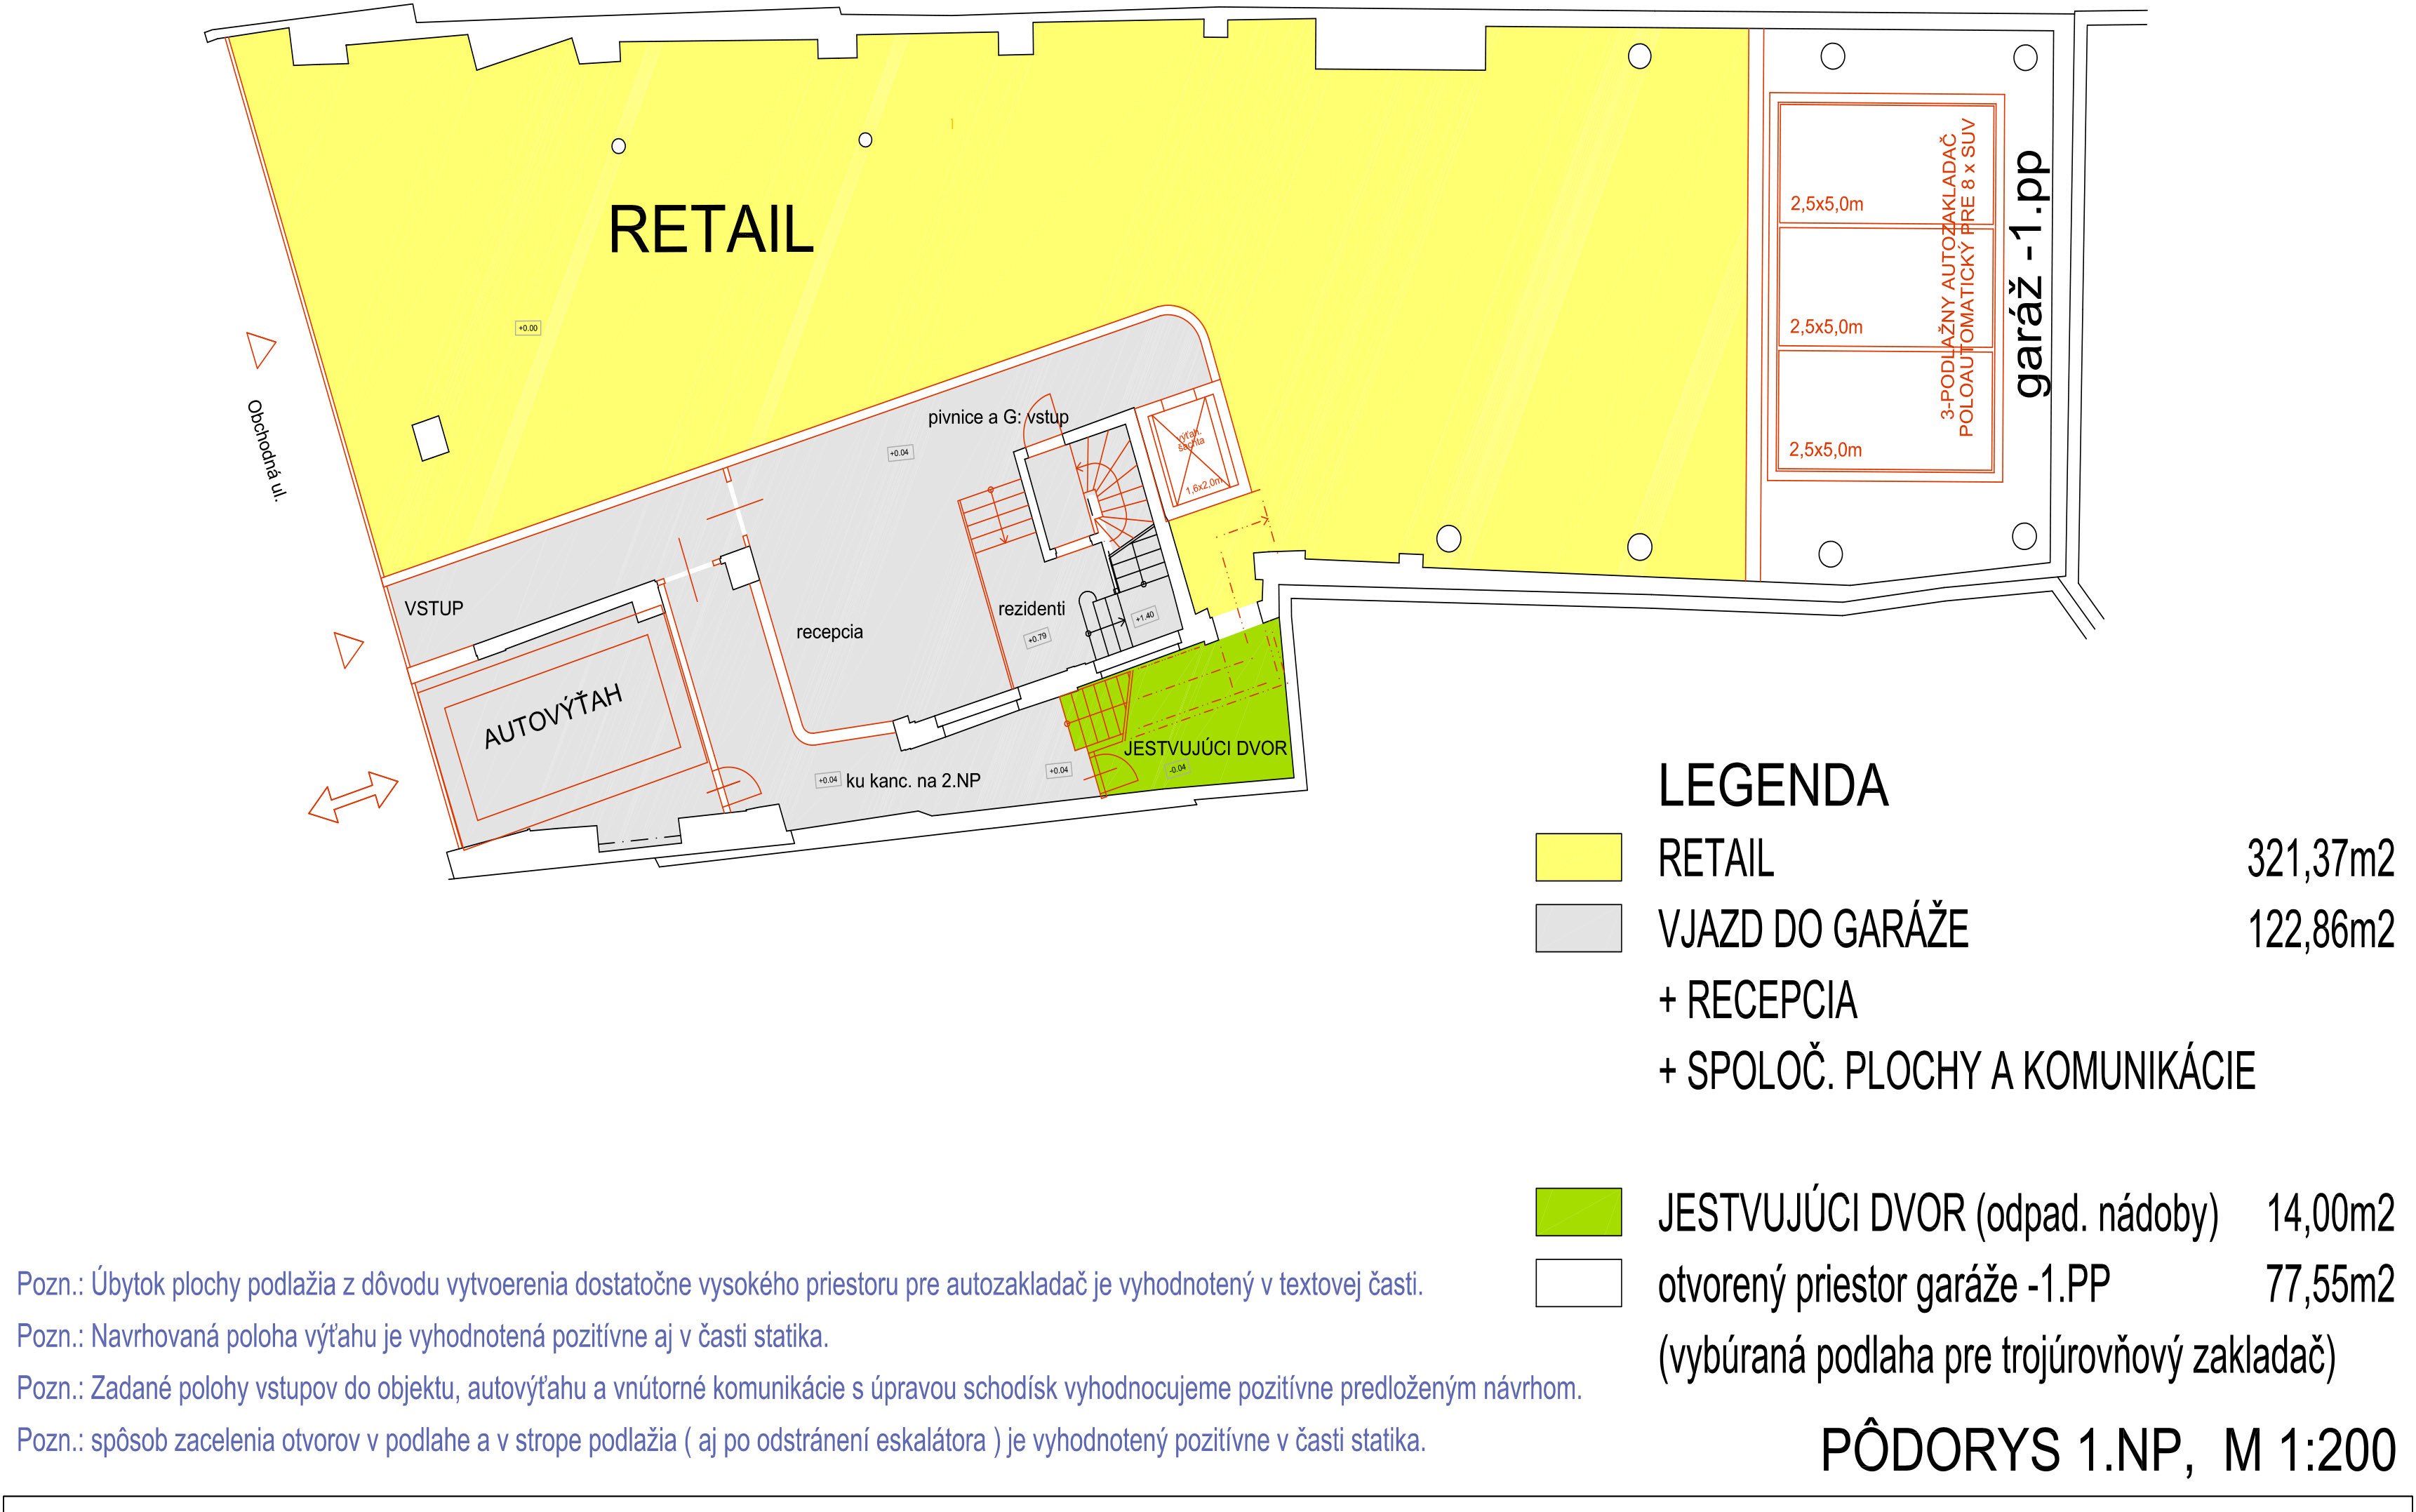 1
RETAIL
+0.00
Obchodná ul.
pivnice a G: vstup
+0.04
výťah.
šachta
1,6x2,0m
VSTUP
recepcia
rezidenti
+0.79
+1.40
AUTOVÝŤAH
+0.04
ku kanc. na 2.NP
+0.04
JESTVUJÚCI DVOR
-0.04
2,5x5,0m
2,5x5,0m
2,5x5,0m
3-PODLAŽNY AUTOZAKLADAČ
POLOAUTOMATICKÝ PRE 8 x SUV
garáž -1.pp
LEGENDA
RETAIL 321,37m2
VJAZD DO GARÁŽE 122,86m2
+ RECEPCIA
+ SPOLOČ. PLOCHY A KOMUNIKÁCIE
JESTVUJÚCI DVOR (odpad. nádoby) 14,00m2
otvorený priestor garáže -1.PP 77,55m2
(vybúraná podlaha pre trojúrovňový zakladač)
Pozn.: Úbytok plochy podlažia z dôvodu vytvoerenia dostatočne vysokého priestoru pre autozakladač je vyhodnotený v textovej časti.
Pozn.: Navrhovaná poloha výťahu je vyhodnotená pozitívne aj v časti statika.
Pozn.: Zadané polohy vstupov do objektu, autovýťahu a vnútorné komunikácie s úpravou schodísk vyhodnocujeme pozitívne predloženým návrhom.
Pozn.: spôsob zacelenia otvorov v podlahe a v strope podlažia ( aj po odstránení eskalátora ) je vyhodnotený pozitívne v časti statika.
PÔDORYS 1.NP, M 1:200